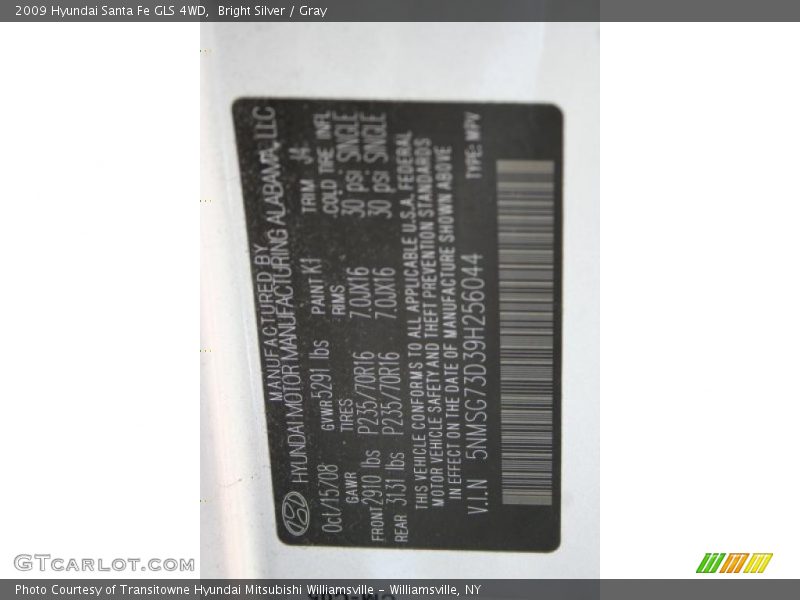 2009 Hyundai Santa Fe GLS 4WD, Bright Silver / Gray
MANUFACTURED BY
HYUNDAI MOTOR MANUFACTURING ALABAMA, LLC
Oct/15/08 GVWR 5291 lbs PAINT K1 TRIM J4
GAWR TIRES RIMS COLD TIRE INFL
FRONT 2910 lbs P235/70R16 7.0JX16 30 psi SINGLE
REAR 3131 lbs P235/70R16 7.0JX16 30 psi SINGLE
THIS VEHICLE CONFORMS TO ALL APPLICABLE U.S.A. FEDERAL
MOTOR VEHICLE SAFETY AND THEFT PREVENTION STANDARDS
IN EFFECT ON THE DATE OF MANUFACTURE SHOWN ABOVE
V.I.N 5NMSG73D39H256044 TYPE: MPV
GTCARLOT.COM
Photo Courtesy of Transitowne Hyundai Mitsubishi Williamsville - Williamsville, NY